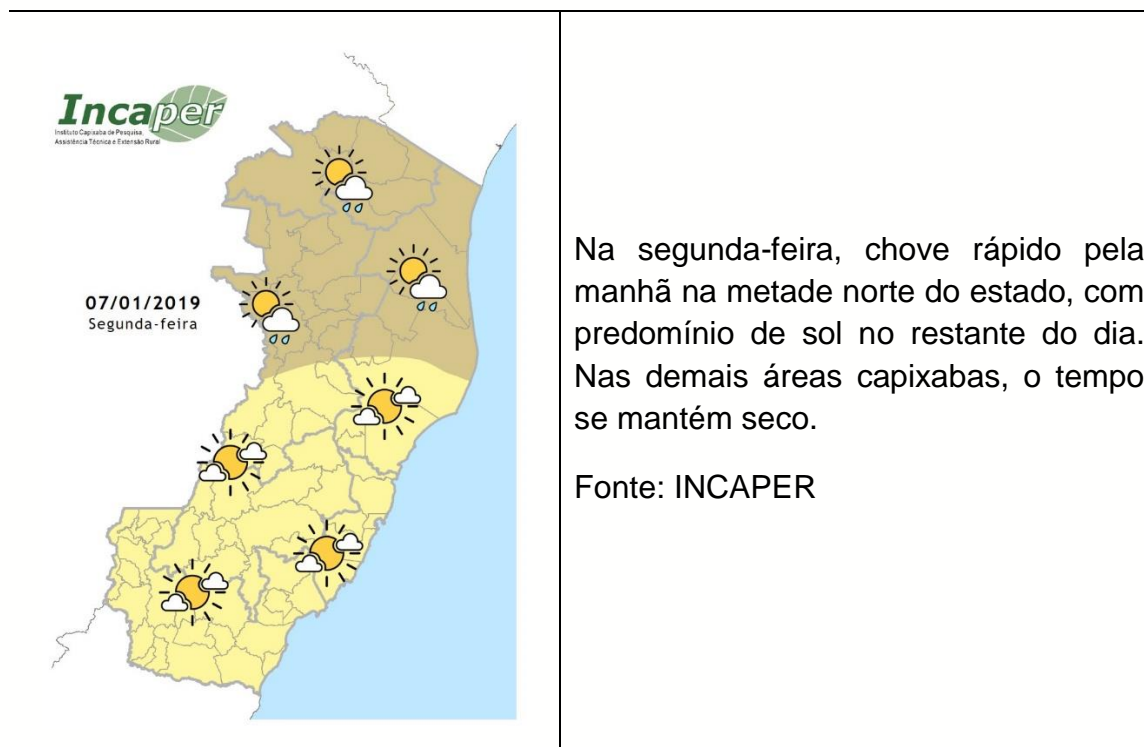 Incaper
Instituto Capixaba de Pesquisa,
Assistência Técnica e Extensão Rural
07/01/2019
Segunda-feira
Na segunda-feira, chove rápido pela
manhã na metade norte do estado, com
predomínio de sol no restante do dia.
Nas demais áreas capixabas, o tempo
se mantém seco.
Fonte: INCAPER